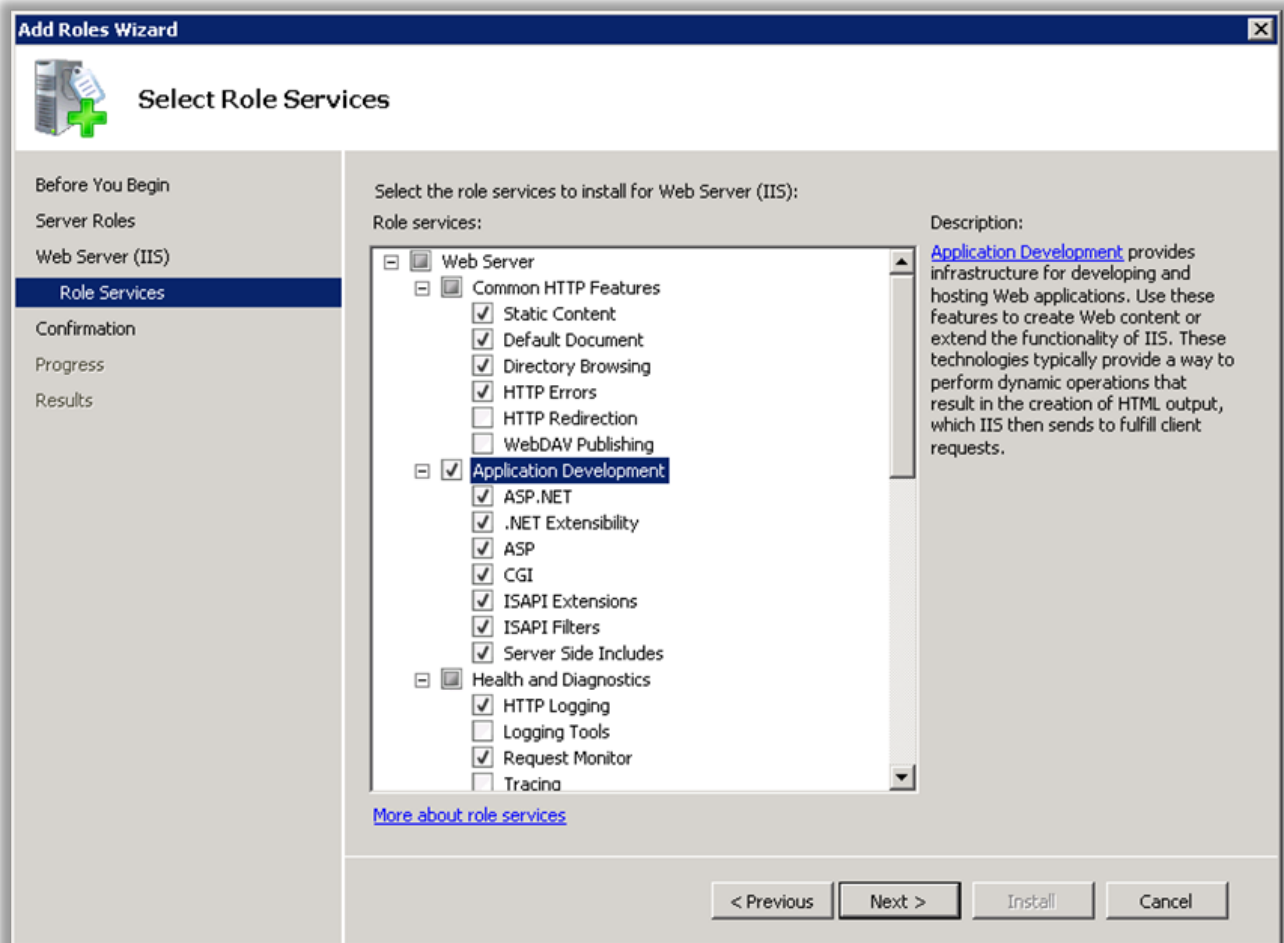 Add Roles Wizard
Select Role Services
Before You Begin
Server Roles
Web Server (IIS)
Role Services
Confirmation
Progress
Results
Select the role services to install for Web Server (IIS):
Role services:
Web Server
Common HTTP Features
Static Content
Default Document
Directory Browsing
HTTP Errors
HTTP Redirection
WebDAV Publishing
Application Development
ASP.NET
.NET Extensibility
ASP
CGI
ISAPI Extensions
ISAPI Filters
Server Side Includes
Health and Diagnostics
HTTP Logging
Logging Tools
Request Monitor
Tracing
More about role services
Description:
Application Development provides
infrastructure for developing and
hosting Web applications. Use these
features to create Web content or
extend the functionality of IIS. These
technologies typically provide a way to
perform dynamic operations that
result in the creation of HTML output,
which IIS then sends to fulfill client
requests.
< Previous
Next >
Install
Cancel